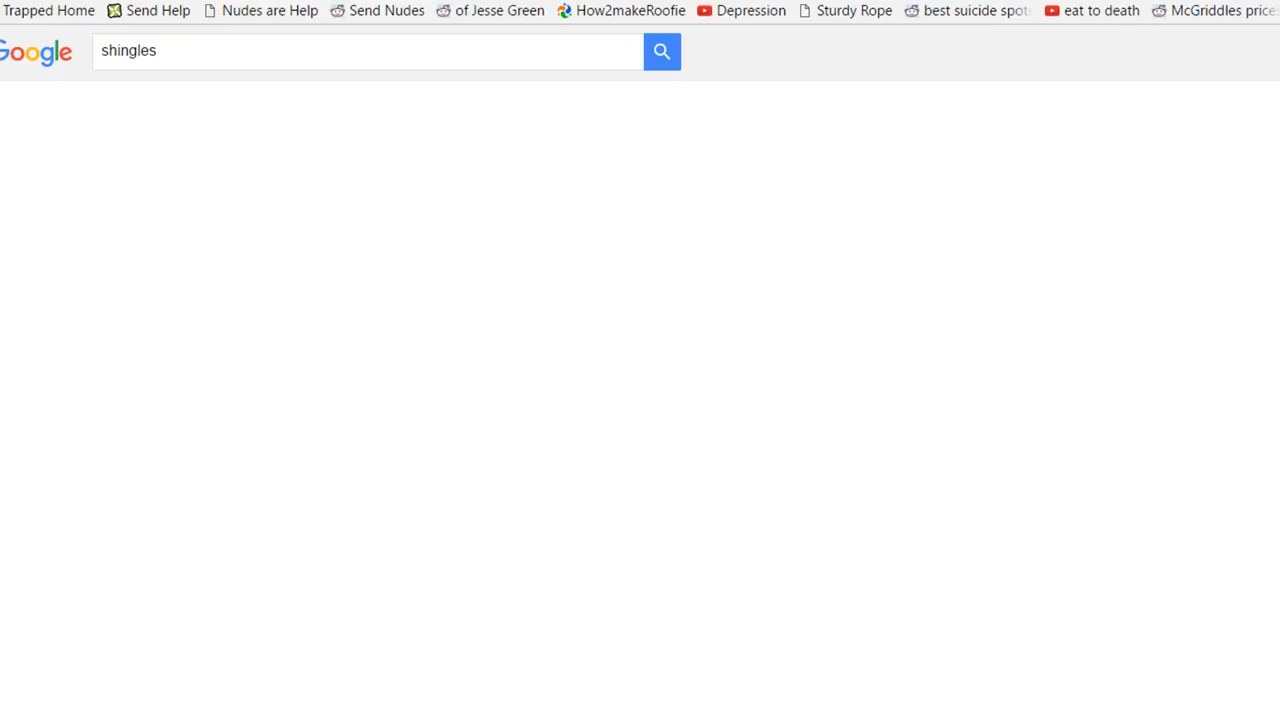 Trapped Home Send Help Nudes are Help Send Nudes of Jesse Green How2makeRoofie Depression Sturdy Rope best suicide spot eat to death McGriddles price
Google shingles